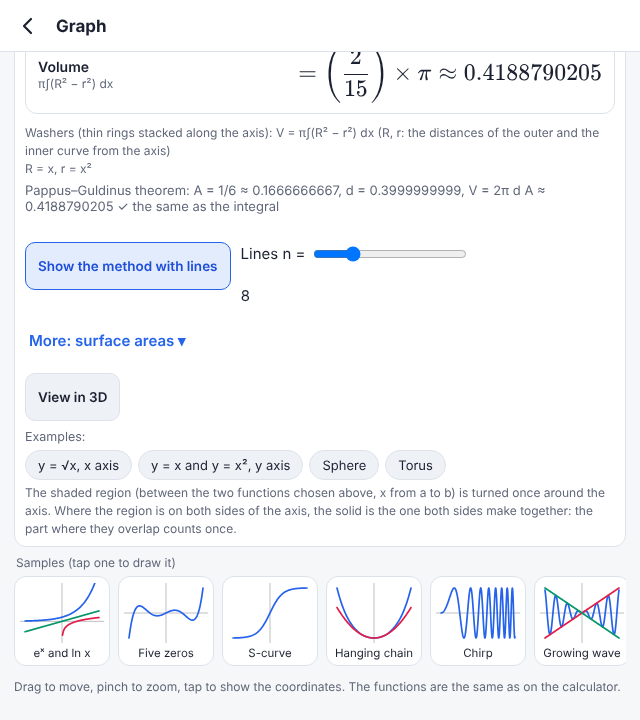 Graph
Volume
π∫(R² − r²) dx
= (2/15) × π ≈ 0.4188790205
Washers (thin rings stacked along the axis): V = π∫(R² − r²) dx (R, r: the distances of the outer and the
inner curve from the axis)
R = x, r = x²
Pappus–Guldinus theorem: A = 1/6 ≈ 0.1666666667, d = 0.3999999999, V = 2π d A ≈
0.4188790205 ✓ the same as the integral
Show the method with lines
Lines n =
8
More: surface areas ▾
View in 3D
Examples:
y = √x, x axis
y = x and y = x², y axis
Sphere
Torus
The shaded region (between the two functions chosen above, x from a to b) is turned once around the
axis. Where the region is on both sides of the axis, the solid is the one both sides make together: the
part where they overlap counts once.
Samples (tap one to draw it)
eˣ and ln x
Five zeros
S-curve
Hanging chain
Chirp
Growing wave
Drag to move, pinch to zoom, tap to show the coordinates. The functions are the same as on the calculator.